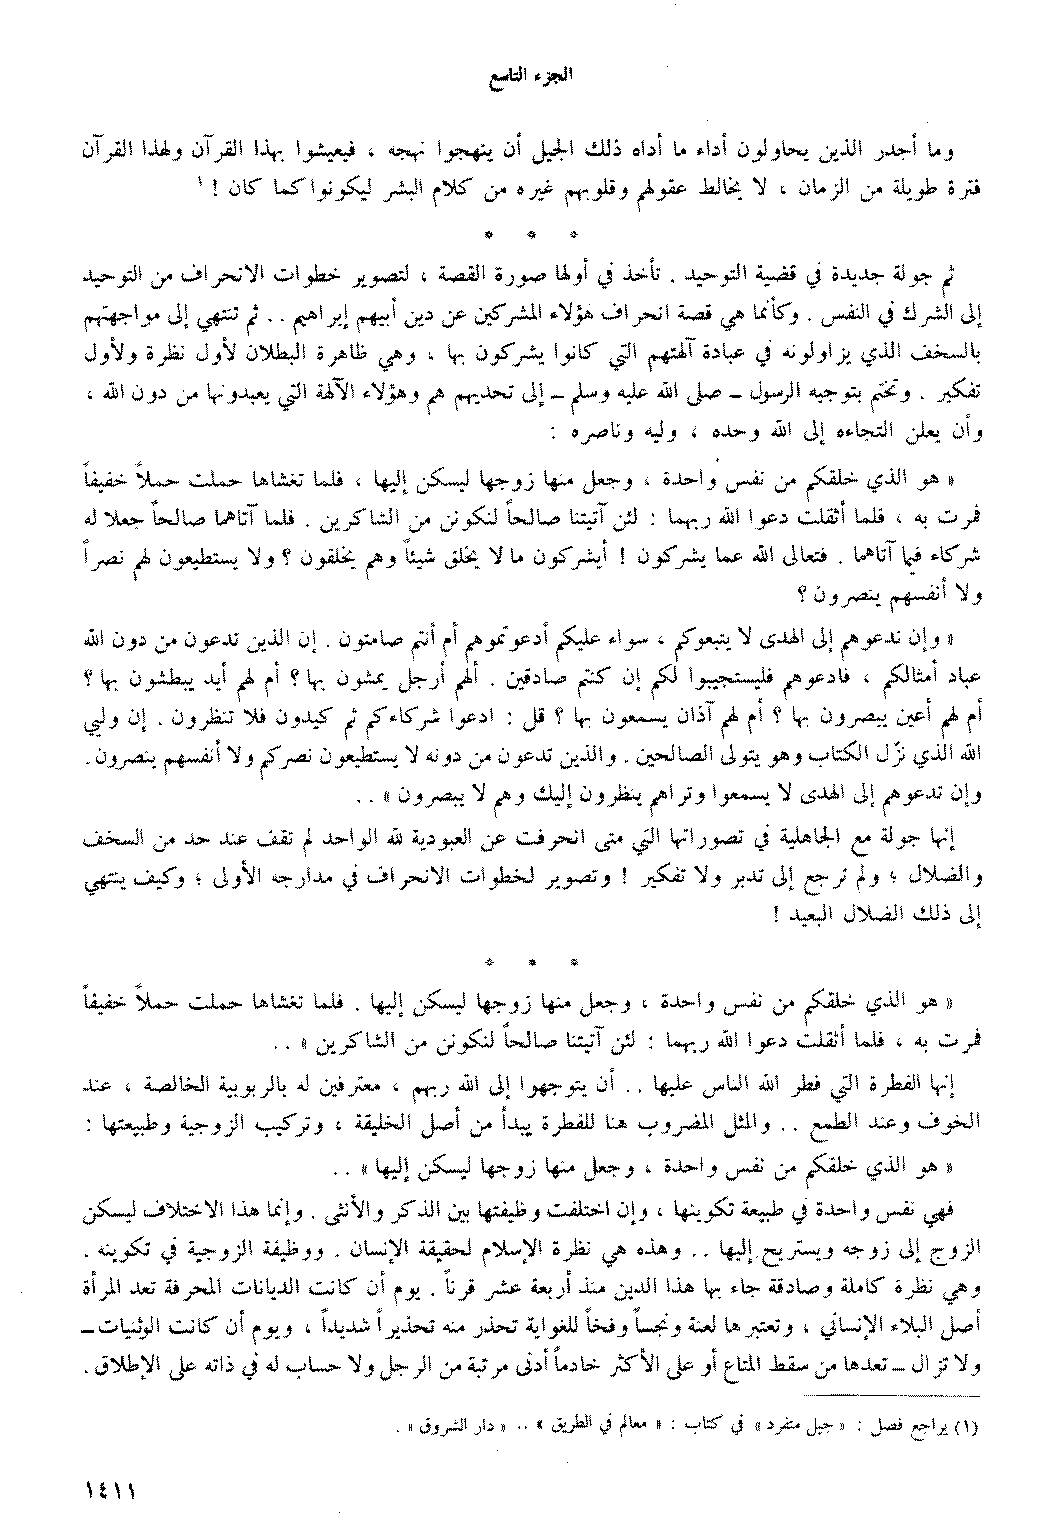 الجزء التاسع
وما أجدر الذين يحاولون أداء ما أداه ذلك الجيل أن ينهجوا نهجه ، فيعيشوا بهذا القرآن ولهذا القرآن
فترة طويلة من الزمان ، لا يخالط عقولهم وقلوبهم غيره من كلام البشر ليكونوا كما كان ! ١
* * *
ثم جولة جديدة في قضية التوحيد . تأخذ في أولها صورة القصة ، لتصوير خطوات الانحراف من التوحيد
إلى الشرك في النفس . وكأنما هي قصة انحراف هؤلاء المشركين عن دين أبيهم إبراهيم .. ثم تنتهي إلى مواجهتهم
بالسخف الذي يزاولونه في عبادة آلهتهم التي كانوا يشركون بها ، وهي ظاهرة البطلان لأول نظرة ولأول
تفكير . وتختم بتوجيه الرسول ــ صلى الله عليه وسلم ــ إلى تحديهم هم وهؤلاء الآلهة التي يعبدونها من دون الله ،
وأن يعلن التجاءه إلى الله وحده ، وليه وناصره :
« هو الذي خلقكم من نفس واحدة ، وجعل منها زوجها ليسكن إليها ، فلما تغشاها حملت حملاً خفيفاً
فمرت به ، فلما أثقلت دعوا الله ربهما : لئن آتيتنا صالحاً لنكونن من الشاكرين . فلما آتاهما صالحاً جعلا له
شركاء فيما آتاهما . فتعالى الله عما يشركون ! أيشركون ما لا يخلق شيئاً وهم يخلقون ؟ ولا يستطيعون لهم نصراً
ولا أنفسهم ينصرون ؟
« وإن تدعوهم إلى الهدى لا يتبعوكم ، سواء عليكم أدعوتموهم أم أنتم صامتون . إن الذين تدعون من دون الله
عباد أمثالكم ، فادعوهم فليستجيبوا لكم إن كنتم صادقين . ألهم أرجل يمشون بها ؟ أم لهم أيد يبطشون بها ؟
أم لهم أعين يبصرون بها ؟ أم لهم آذان يسمعون بها ؟ قل : ادعوا شركاءكم ثم كيدون فلا تنظرون . إن وليي
الله الذي نزّل الكتاب وهو يتولى الصالحين . والذين تدعون من دونه لا يستطيعون نصركم ولا أنفسهم ينصرون .
وإن تدعوهم إلى الهدى لا يسمعوا وتراهم ينظرون إليك وهم لا يبصرون » ..
إنها جولة مع الجاهلية في تصوراتها التي متى انحرفت عن العبودية لله الواحد لم تقف عند حد من السخف
والضلال ؛ ولم ترجع إلى تدبر ولا تفكير ! وتصوير لخطوات الانحراف في مدارجه الأولى ؛ وكيف ينتهي
إلى ذلك الضلال البعيد !
* * *
« هو الذي خلقكم من نفس واحدة ، وجعل منها زوجها ليسكن إليها . فلما تغشاها حملت حملاً خفيفاً
فمرت به ، فلما أثقلت دعوا الله ربهما : لئن آتيتنا صالحاً لنكونن من الشاكرين » ..
إنها الفطرة التي فطر الله الناس عليها .. أن يتوجهوا إلى الله ربهم ، معترفين له بالربوبية الخالصة ، عند
الخوف وعند الطمع .. والمثل المضروب هنا للفطرة يبدأ من أصل الخليقة ، وتركيب الزوجية وطبيعتها :
« هو الذي خلقكم من نفس واحدة ، وجعل منها زوجها ليسكن إليها » ..
فهي نفس واحدة في طبيعة تكوينها ، وإن اختلفت وظيفتها بين الذكر والأنثى . وإنما هذا الاختلاف ليسكن
الزوج إلى زوجه ويستريح إليها .. وهذه هي نظرة الإسلام لحقيقة الإنسان . ووظيفة الزوجية في تكوينه .
وهي نظرة كاملة وصادقة جاء بها هذا الدين منذ أربعة عشر قرناً . يوم أن كانت الديانات المحرفة تعد المرأة
أصل البلاء الإنساني ، وتعتبرها لعنة ونجساً وفخاً للغواية تحذر منه تحذيراً شديداً ، ويوم أن كانت الوثنيات ــ
ولا تزال ــ تعدها من سقط المتاع أو على الأكثر خادماً أدنى مرتبة من الرجل ولا حساب له في ذاته على الإطلاق .
(١) يراجع فصل : « جيل متفرد » في كتاب : « معالم في الطريق » .. « دار الشروق » .
١٤١١